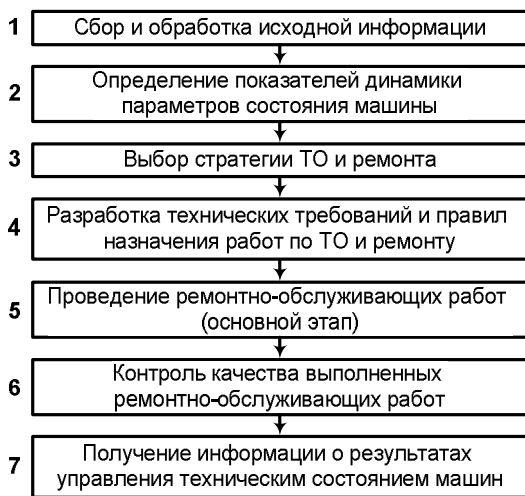 1 Сбор и обработка исходной информации
2 Определение показателей динамики
параметров состояния машины
3 Выбор стратегии ТО и ремонта
4 Разработка технических требований и правил
назначения работ по ТО и ремонту
5 Проведение ремонтно-обслуживающих работ
(основной этап)
6 Контроль качества выполненных
ремонтно-обслуживающих работ
7 Получение информации о результатах
управления техническим состоянием машин